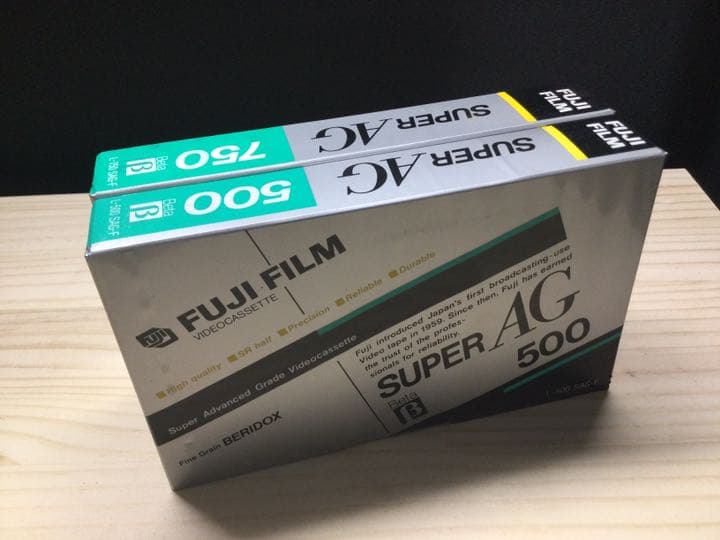 FUJI
FILM
SUPER AG
750
Beta
β
L-750 SAG-F
FUJI
FILM
SUPER AG
500
Beta
β
L-500 SAG-F
FUJI FILM
VIDEOCASSETTE
High quality SR half Precision Reliable Durable
Super Advanced Grade Videocassette
Fine Grain BERIDOX
Fuji introduced Japan's first broadcasting-use
Video tape in 1959. Since then, Fuji has earned
the trust of the profes-
sionals for reliability.
SUPER AG
Beta
β
500
L-500 SAG-F